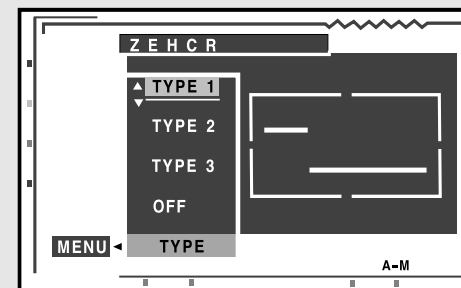 ZEHCR
TYPE 1
TYPE 2
TYPE 3
OFF
MENU TYPE
A-M